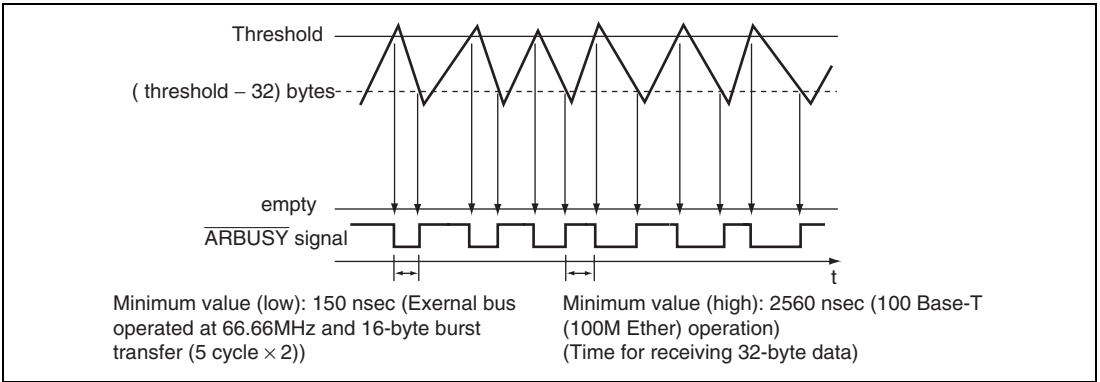 Threshold
( threshold – 32) bytes
empty
ARBUSY signal
t
Minimum value (low): 150 nsec (Exernal bus
operated at 66.66MHz and 16-byte burst
transfer (5 cycle × 2))
Minimum value (high): 2560 nsec (100 Base-T
(100M Ether) operation)
(Time for receiving 32-byte data)